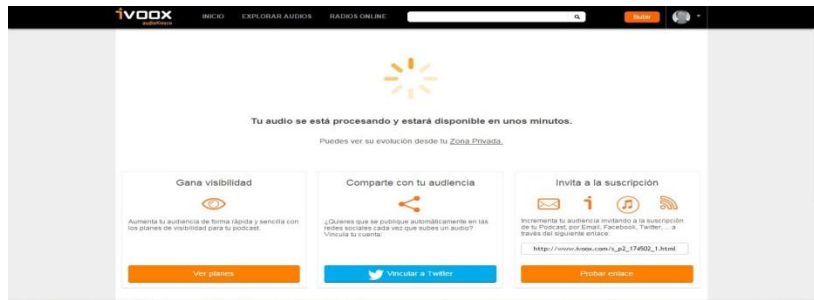 ivoox
audiokiosco
INICIO EXPLORAR AUDIOS RADIOS ONLINE
Subir
Tu audio se está procesando y estará disponible en unos minutos.
Puedes ver su evolución desde tu Zona Privada.
Gana visibilidad
Aumenta tu audiencia de forma rápida y sencilla con
los planes de visibilidad para tu podcast.
Ver planes
Comparte con tu audiencia
¿Quieres que se publique automáticamente en las
redes sociales cada vez que subes un audio?
Vincula tu cuenta:
Vincular a Twitter
Invita a la suscripción
Incrementa tu audiencia invitando a la suscripción
de tu Podcast, por Email, Facebook, Twitter, ... a
través del siguiente enlace:
http://www.ivoox.com/s_p2_174502_1.html
Probar enlace